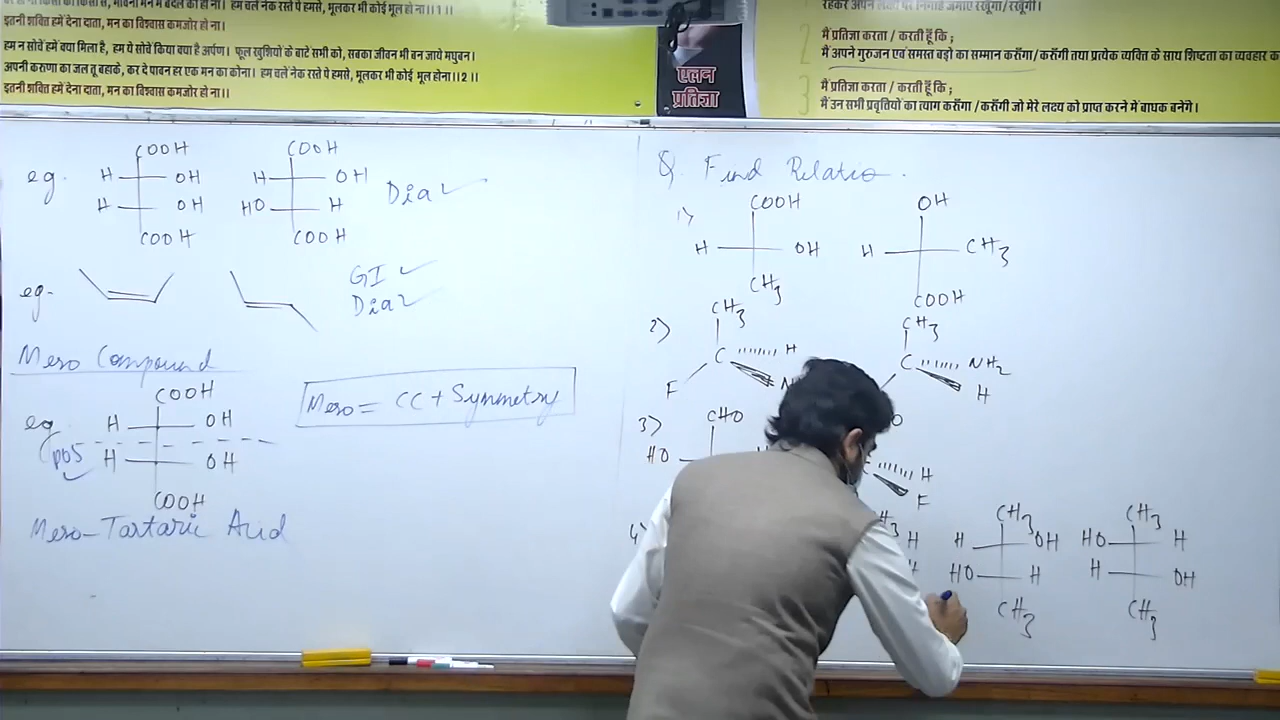 हम चलें नेक रस्ते पे हमसे, भूलकर भी कोई भूल हो ना।।1।।
इतनी शक्ति हमें देना दाता, मन का विश्वास कमजोर हो ना।।
हम न सोचें हमें क्या मिला है, हम ये सोचें किया क्या है अर्पण। फूल खुशियों के बाटें सभी को, सबका जीवन भी बन जाये मधुबन।
अपनी करुणा का जल तू बहाके, कर दे पावन हर एक मन का कोना। हम चलें नेक रस्ते पे हमसे, भूलकर भी कोई भूल होना।।2।।
इतनी शक्ति हमें देना दाता, मन का विश्वास कमजोर हो ना।।
एलन
प्रतिज्ञा
2 मैं प्रतिज्ञा करता / करती हूँ कि ;
मैं अपने गुरुजन एवं समस्त बड़ों का सम्मान करूँगा / करूँगी तथा प्रत्येक व्यक्ति के साथ शिष्टता का व्यवहार
3 मैं प्रतिज्ञा करता / करती हूँ कि ;
मैं उन सभी प्रवृत्तियों का त्याग करूँगा / करूँगी जो मेरे लक्ष्य को प्राप्त करने में बाधक बनेंगे।
eg.
COOH
H OH
H OH
COOH
COOH
H OH
HO H
COOH
Dia ✓
eg.
GI ✓
Dia ✓
Meso Compound
eg
COOH
H OH
POS ✓
H OH
COOH
Meso-Tartaric Acid
Meso = CC + Symmetry
Q. Find Relatio.
1)
COOH
H OH
CH3
OH
H CH3
COOH
2)
CH3
C H
F
CH3
C NH2
H
3)
CHO
HO
H
F
4)
H
H
CH3
H OH
HO H
CH3
CH3
HO H
H OH
CH3